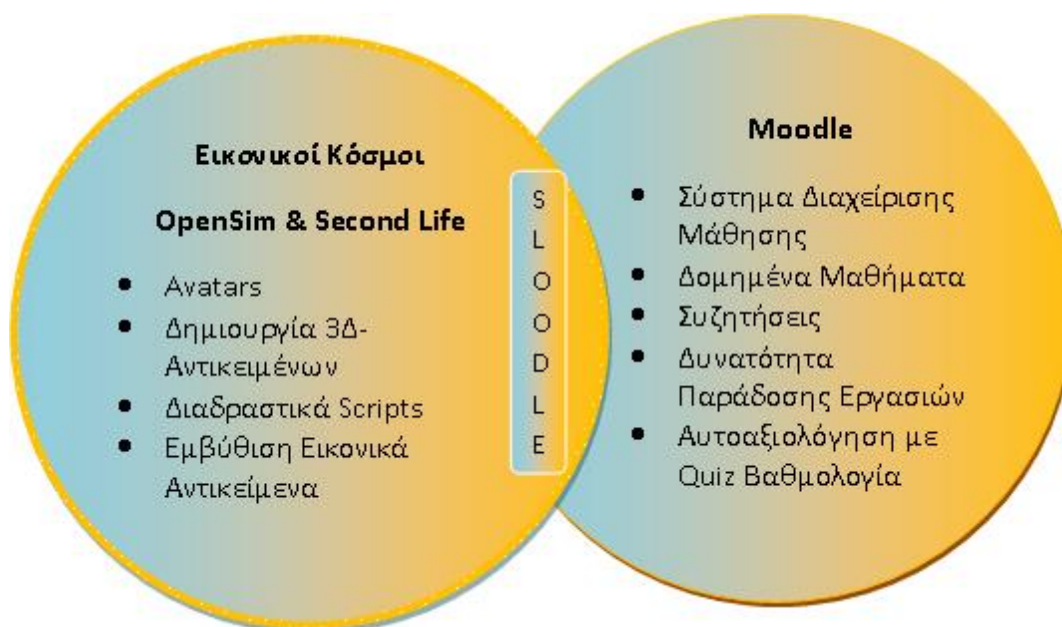 Εικονικοί Κόσμοι
OpenSim & Second Life
• Avatars
• Δημιουργία 3Δ-
Αντικειμένων
• Διαδραστικά Scripts
• Εμβύθιση Εικονικά
Αντικείμενα
S
L
O
O
D
L
E
Moodle
• Σύστημα Διαχείρισης
Μάθησης
• Δομημένα Μαθήματα
• Συζητήσεις
• Δυνατότητα
Παράδοσης Εργασιών
• Αυτοαξιολόγηση με
Quiz Βαθμολογία